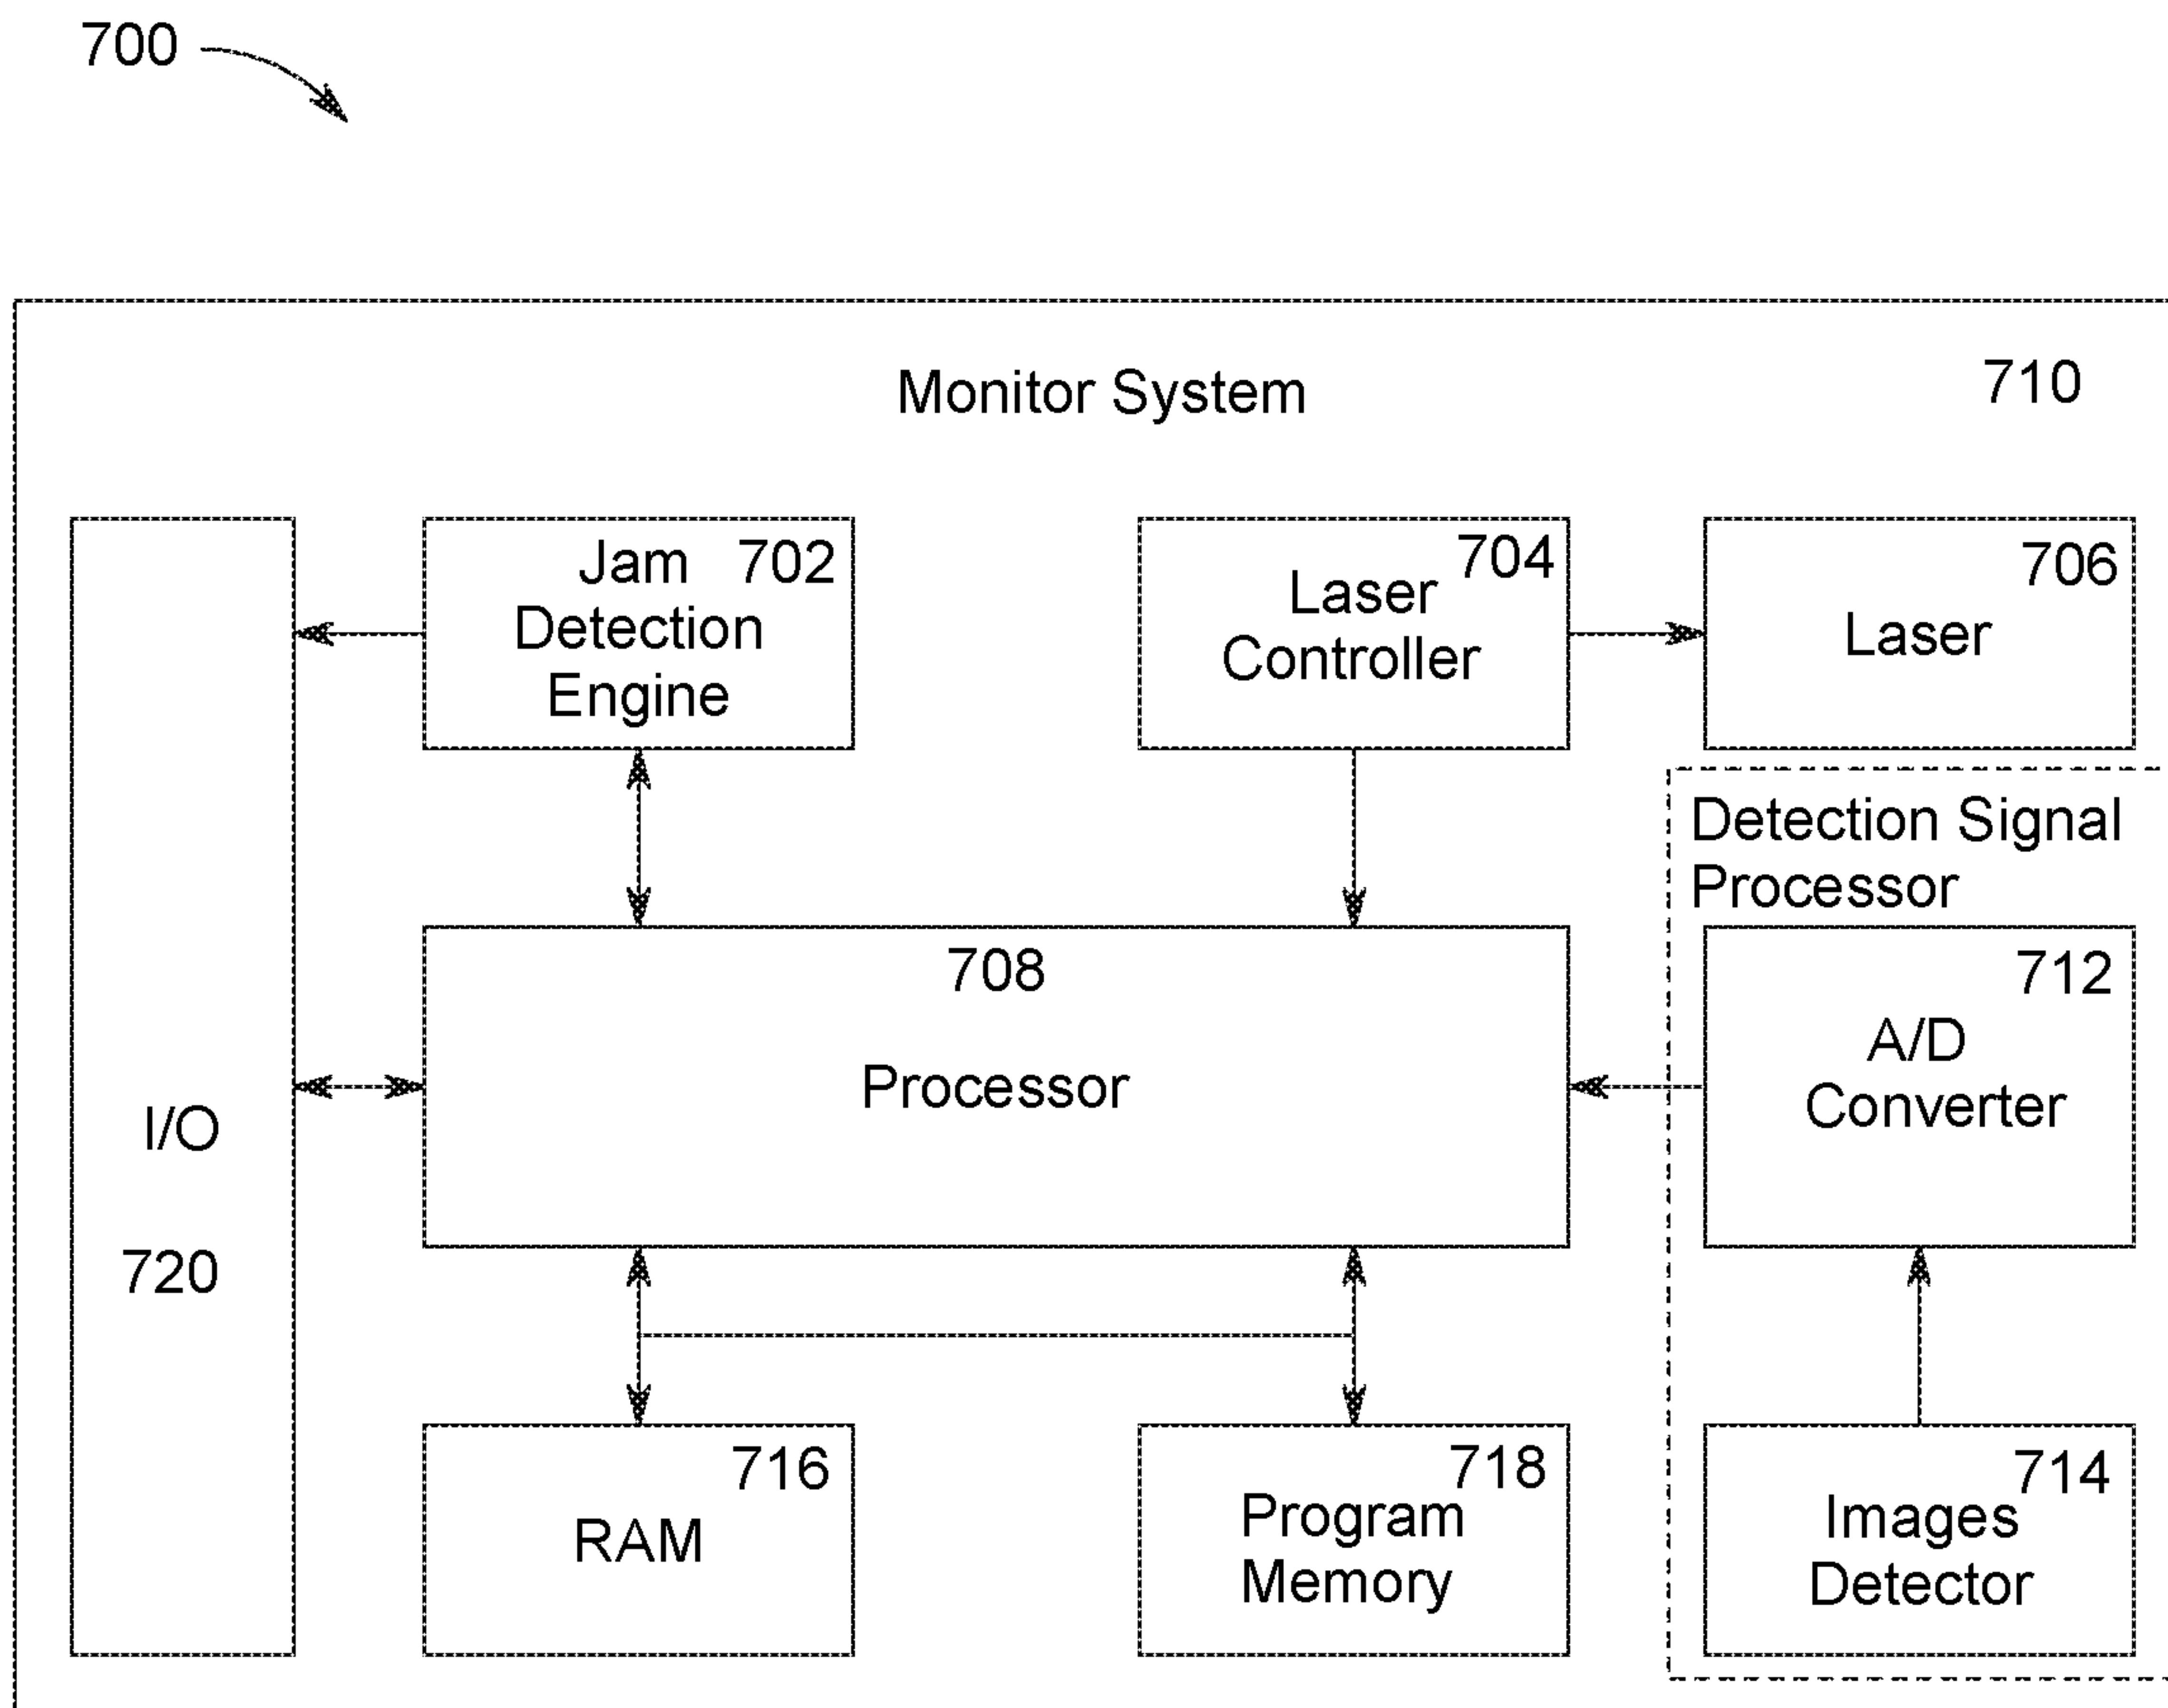 700
Monitor System
710
Jam 702
Detection
Engine
704
Laser
Controller
706
Laser
Detection Signal
Processor
708
Processor
712
A/D
Converter
I/O
720
716
RAM
718
Program
Memory
714
Images
Detector